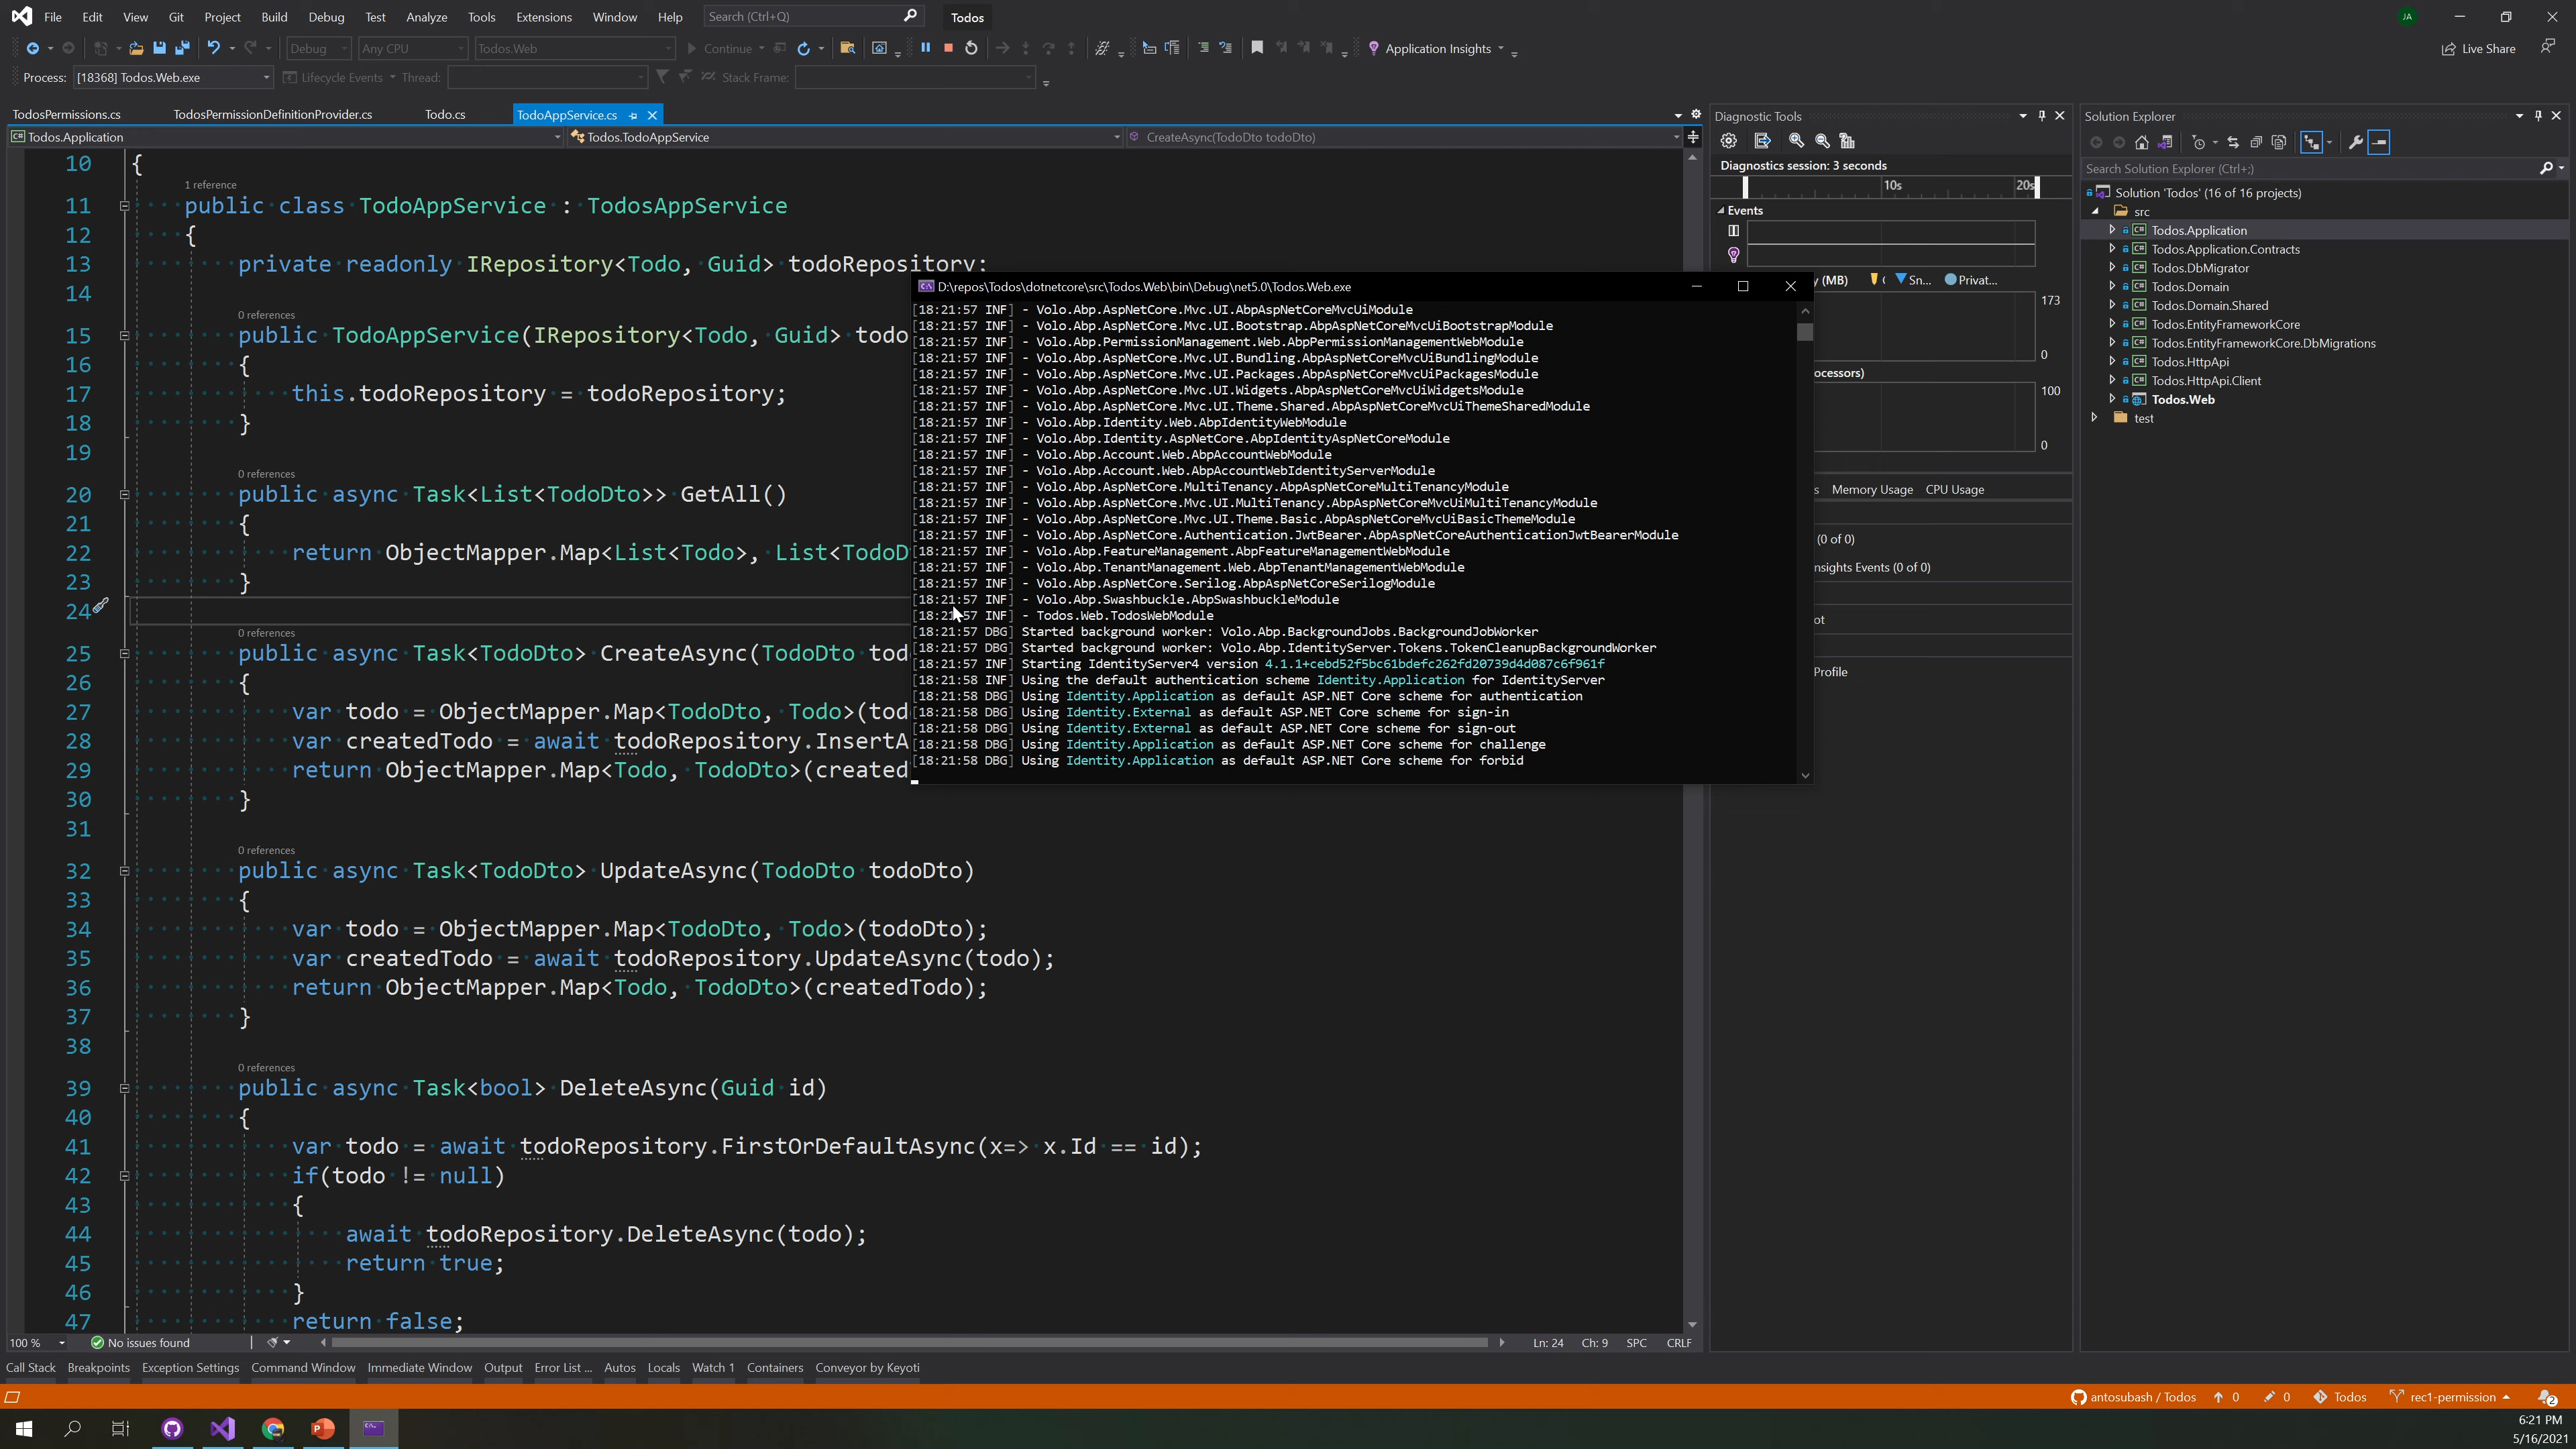 File Edit View Git Project Build Debug Test Analyze Tools Extensions Window Help Search (Ctrl+Q) Todos JA
Debug Any CPU Todos.Web Continue Application Insights Live Share
Process: [18368] Todos.Web.exe Lifecycle Events Thread: Stack Frame:
TodosPermissions.cs TodosPermissionDefinitionProvider.cs Todo.cs TodoAppService.cs
Todos.Application Todos.TodoAppService CreateAsync(TodoDto todoDto)
10 {
1 reference
11 public class TodoAppService : TodosAppService
12 {
13 private readonly IRepository<Todo, Guid> todoRepository;
14
0 references
15 public TodoAppService(IRepository<Todo, Guid> todo
16 {
17 this.todoRepository = todoRepository;
18 }
19
0 references
20 public async Task<List<TodoDto>> GetAll()
21 {
22 return ObjectMapper.Map<List<Todo>, List<TodoD
23 }
24
0 references
25 public async Task<TodoDto> CreateAsync(TodoDto tod
26 {
27 var todo = ObjectMapper.Map<TodoDto, Todo>(tod
28 var createdTodo = await todoRepository.InsertA
29 return ObjectMapper.Map<Todo, TodoDto>(created
30 }
31
0 references
32 public async Task<TodoDto> UpdateAsync(TodoDto todoDto)
33 {
34 var todo = ObjectMapper.Map<TodoDto, Todo>(todoDto);
35 var createdTodo = await todoRepository.UpdateAsync(todo);
36 return ObjectMapper.Map<Todo, TodoDto>(createdTodo);
37 }
38
0 references
39 public async Task<bool> DeleteAsync(Guid id)
40 {
41 var todo = await todoRepository.FirstOrDefaultAsync(x=> x.Id == id);
42 if(todo != null)
43 {
44 await todoRepository.DeleteAsync(todo);
45 return true;
46 }
47 return false;
D:\repos\Todos\dotnetcore\src\Todos.Web\bin\Debug\net5.0\Todos.Web.exe
[18:21:57 INF] - Volo.Abp.AspNetCore.Mvc.UI.AbpAspNetCoreMvcUiModule
[18:21:57 INF] - Volo.Abp.AspNetCore.Mvc.UI.Bootstrap.AbpAspNetCoreMvcUiBootstrapModule
[18:21:57 INF] - Volo.Abp.PermissionManagement.Web.AbpPermissionManagementWebModule
[18:21:57 INF] - Volo.Abp.AspNetCore.Mvc.UI.Bundling.AbpAspNetCoreMvcUiBundlingModule
[18:21:57 INF] - Volo.Abp.AspNetCore.Mvc.UI.Packages.AbpAspNetCoreMvcUiPackagesModule
[18:21:57 INF] - Volo.Abp.AspNetCore.Mvc.UI.Widgets.AbpAspNetCoreMvcUiWidgetsModule
[18:21:57 INF] - Volo.Abp.AspNetCore.Mvc.UI.Theme.Shared.AbpAspNetCoreMvcUiThemeSharedModule
[18:21:57 INF] - Volo.Abp.Identity.Web.AbpIdentityWebModule
[18:21:57 INF] - Volo.Abp.Identity.AspNetCore.AbpIdentityAspNetCoreModule
[18:21:57 INF] - Volo.Abp.Account.Web.AbpAccountWebModule
[18:21:57 INF] - Volo.Abp.Account.Web.AbpAccountWebIdentityServerModule
[18:21:57 INF] - Volo.Abp.AspNetCore.MultiTenancy.AbpAspNetCoreMultiTenancyModule
[18:21:57 INF] - Volo.Abp.AspNetCore.Mvc.UI.MultiTenancy.AbpAspNetCoreMvcUiMultiTenancyModule
[18:21:57 INF] - Volo.Abp.AspNetCore.Mvc.UI.Theme.Basic.AbpAspNetCoreMvcUiBasicThemeModule
[18:21:57 INF] - Volo.Abp.AspNetCore.Authentication.JwtBearer.AbpAspNetCoreAuthenticationJwtBearerModule
[18:21:57 INF] - Volo.Abp.FeatureManagement.AbpFeatureManagementWebModule
[18:21:57 INF] - Volo.Abp.TenantManagement.Web.AbpTenantManagementWebModule
[18:21:57 INF] - Volo.Abp.AspNetCore.Serilog.AbpAspNetCoreSerilogModule
[18:21:57 INF] - Volo.Abp.Swashbuckle.AbpSwashbuckleModule
[18:21:57 INF] - Todos.Web.TodosWebModule
[18:21:57 DBG] Started background worker: Volo.Abp.BackgroundJobs.BackgroundJobWorker
[18:21:57 DBG] Started background worker: Volo.Abp.IdentityServer.Tokens.TokenCleanupBackgroundWorker
[18:21:57 INF] Starting IdentityServer4 version 4.1.1+cebd52f5bc61bdefc262fd20739d4d087c6f961f
[18:21:58 INF] Using the default authentication scheme Identity.Application for IdentityServer
[18:21:58 DBG] Using Identity.Application as default ASP.NET Core scheme for authentication
[18:21:58 DBG] Using Identity.External as default ASP.NET Core scheme for sign-in
[18:21:58 DBG] Using Identity.External as default ASP.NET Core scheme for sign-out
[18:21:58 DBG] Using Identity.Application as default ASP.NET Core scheme for challenge
[18:21:58 DBG] Using Identity.Application as default ASP.NET Core scheme for forbid
Diagnostic Tools
Diagnostics session: 3 seconds
10s 20s
Events
y (MB) Sn... Privat...
173
0
ocessors)
100
0
s Memory Usage CPU Usage
(0 of 0)
nsights Events (0 of 0)
ot
Profile
Solution Explorer
Search Solution Explorer (Ctrl+;)
Solution 'Todos' (16 of 16 projects)
src
Todos.Application
Todos.Application.Contracts
Todos.DbMigrator
Todos.Domain
Todos.Domain.Shared
Todos.EntityFrameworkCore
Todos.EntityFrameworkCore.DbMigrations
Todos.HttpApi
Todos.HttpApi.Client
Todos.Web
test
100 % No issues found Ln: 24 Ch: 9 SPC CRLF
Call Stack Breakpoints Exception Settings Command Window Immediate Window Output Error List ... Autos Locals Watch 1 Containers Conveyor by Keyoti
antosubash / Todos 0 0 Todos rec1-permission 2
6:21 PM
5/16/2021